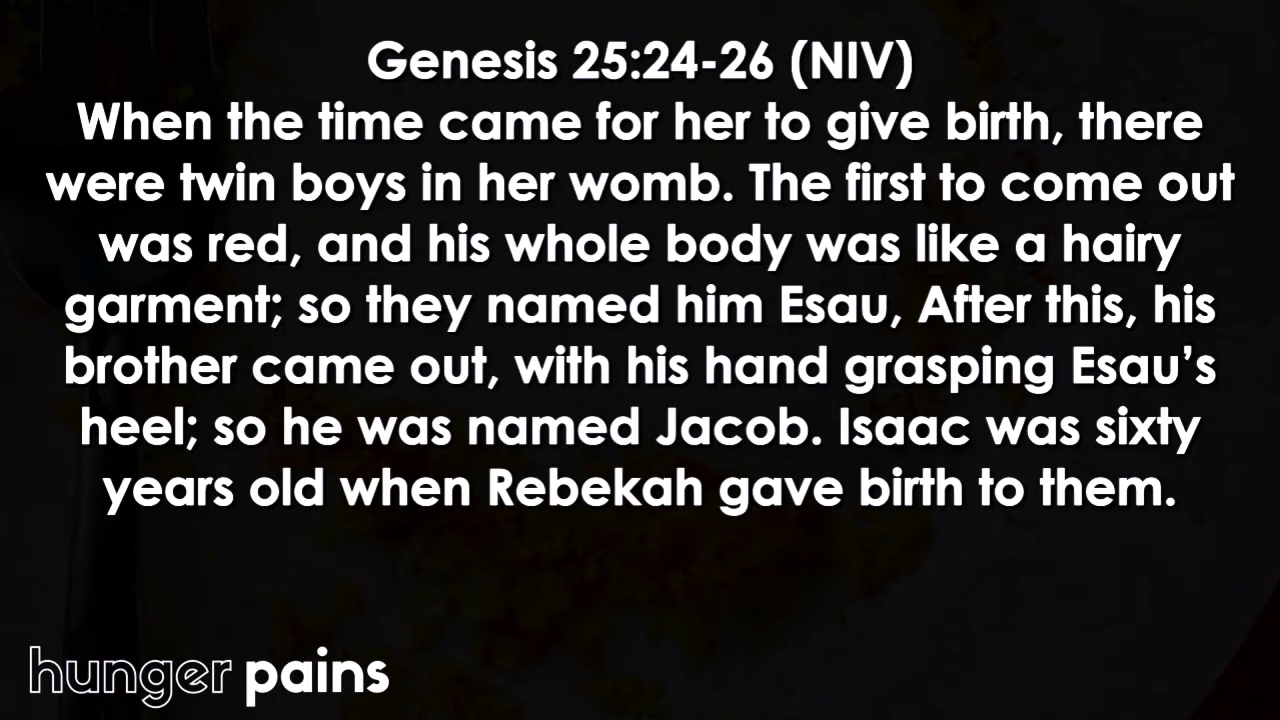 Genesis 25:24-26 (NIV)
When the time came for her to give birth, there
were twin boys in her womb. The first to come out
was red, and his whole body was like a hairy
garment; so they named him Esau, After this, his
brother came out, with his hand grasping Esau’s
heel; so he was named Jacob. Isaac was sixty
years old when Rebekah gave birth to them.
hunger pains